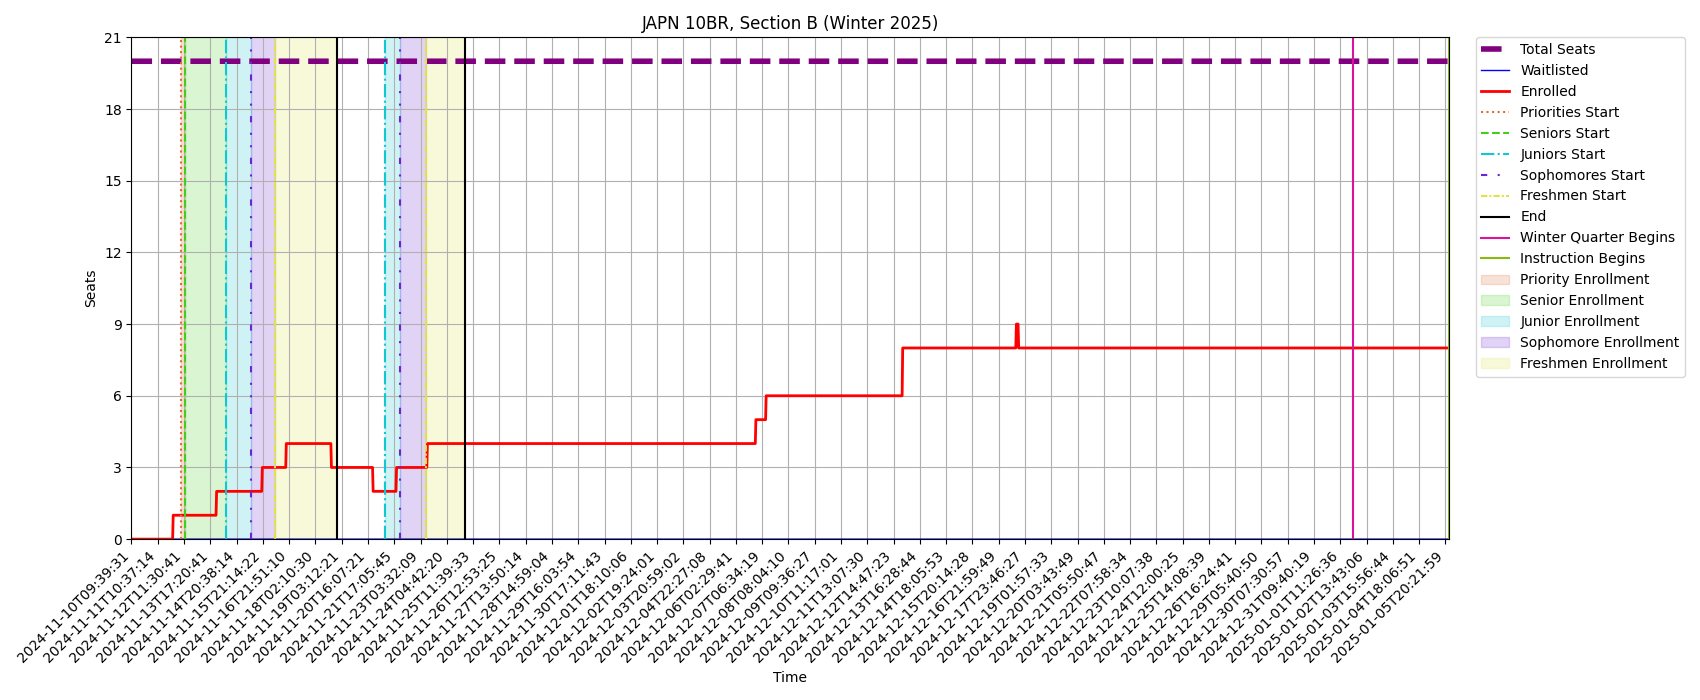 JAPN 10BR, Section B (Winter 2025)
21
18
15
12
9
6
3
0
Seats
2024-11-10T09:39:31
2024-11-11T10:37:14
2024-11-12T11:30:41
2024-11-13T17:20:41
2024-11-14T20:38:14
2024-11-15T21:14:22
2024-11-16T21:51:10
2024-11-18T02:10:30
2024-11-19T03:12:21
2024-11-20T16:07:21
2024-11-21T17:05:45
2024-11-23T03:32:09
2024-11-24T04:42:20
2024-11-25T11:39:33
2024-11-26T12:53:25
2024-11-27T13:50:14
2024-11-28T14:59:04
2024-11-29T16:03:54
2024-11-30T17:11:43
2024-12-01T18:10:06
2024-12-02T19:24:01
2024-12-03T20:59:02
2024-12-04T22:27:08
2024-12-06T02:29:41
2024-12-07T06:34:19
2024-12-08T08:04:10
2024-12-09T09:36:27
2024-12-10T11:17:01
2024-12-11T13:07:30
2024-12-12T14:47:23
2024-12-13T16:28:44
2024-12-14T18:05:53
2024-12-15T20:14:28
2024-12-16T21:59:49
2024-12-17T23:46:27
2024-12-19T01:57:33
2024-12-20T03:43:49
2024-12-21T05:50:47
2024-12-22T07:58:34
2024-12-23T10:07:38
2024-12-24T12:00:25
2024-12-25T14:08:39
2024-12-26T16:24:41
2024-12-29T05:40:50
2024-12-30T07:30:57
2024-12-31T09:40:19
2025-01-01T11:26:36
2025-01-02T13:43:06
2025-01-03T15:56:44
2025-01-04T18:06:51
2025-01-05T20:21:59
Time
Total Seats
Waitlisted
Enrolled
Priorities Start
Seniors Start
Juniors Start
Sophomores Start
Freshmen Start
End
Winter Quarter Begins
Instruction Begins
Priority Enrollment
Senior Enrollment
Junior Enrollment
Sophomore Enrollment
Freshmen Enrollment